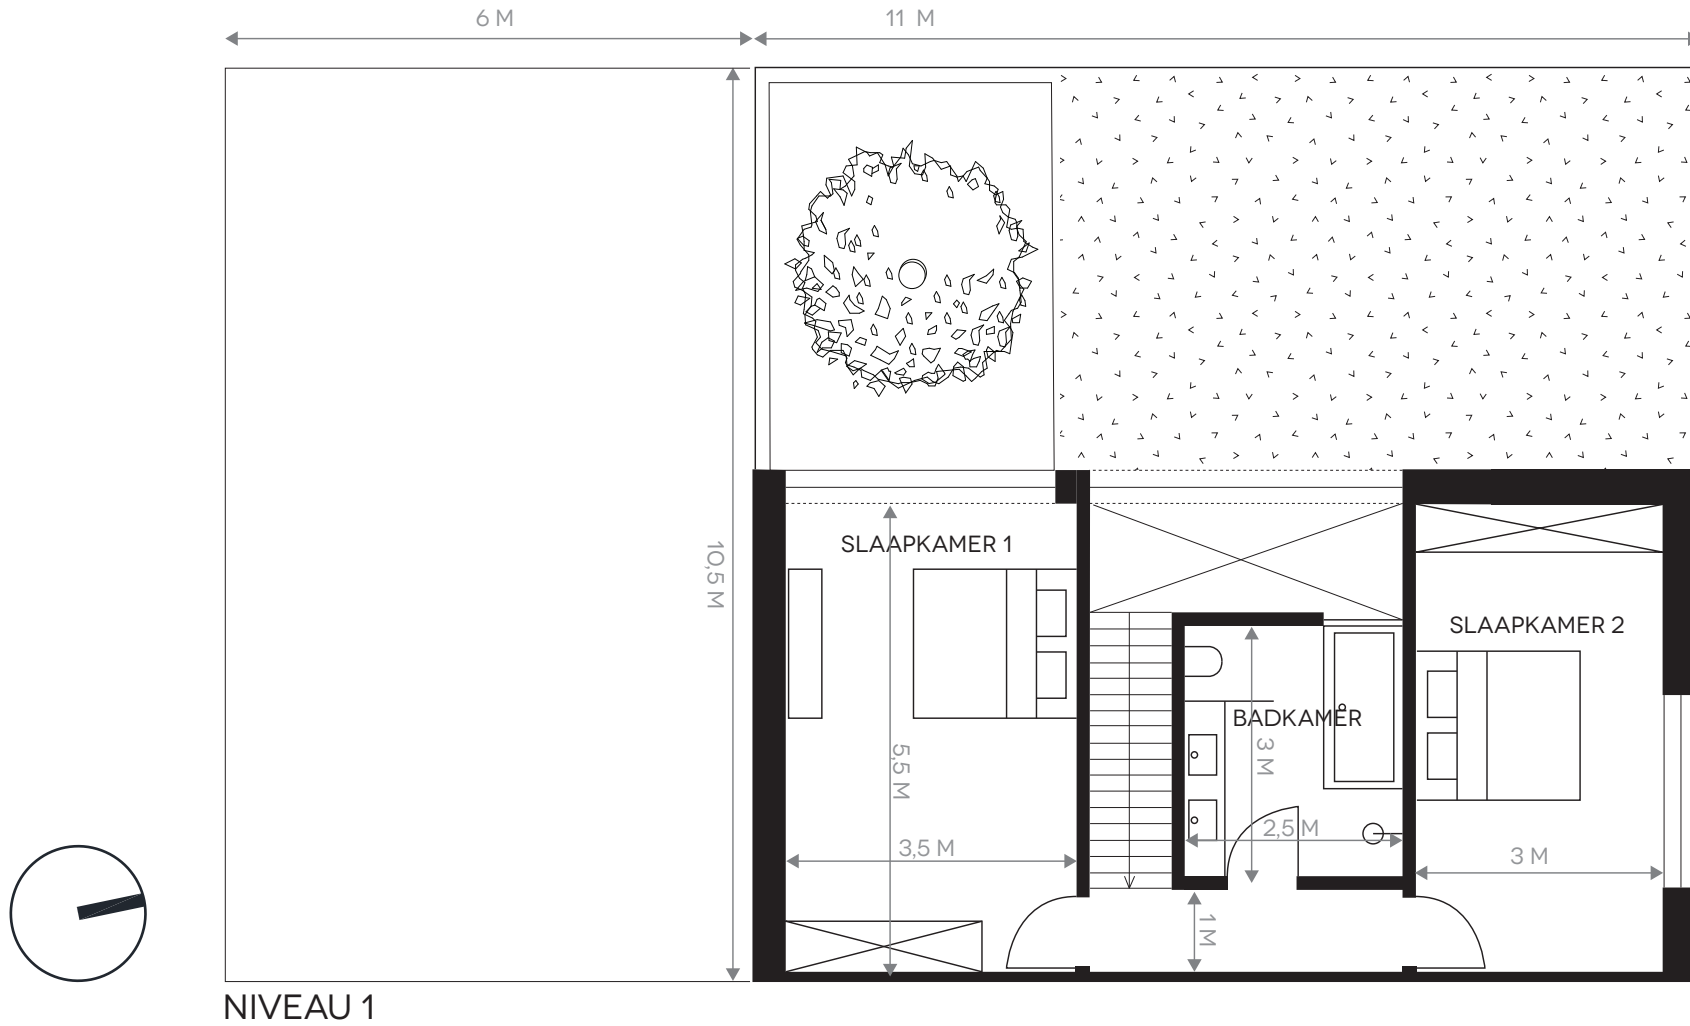 6 M
11 M
10,5 M
SLAAPKAMER 1
SLAAPKAMER 2
BADKAMER
5,5 M
3 M
3,5 M
2,5 M
3 M
1 M
NIVEAU 1